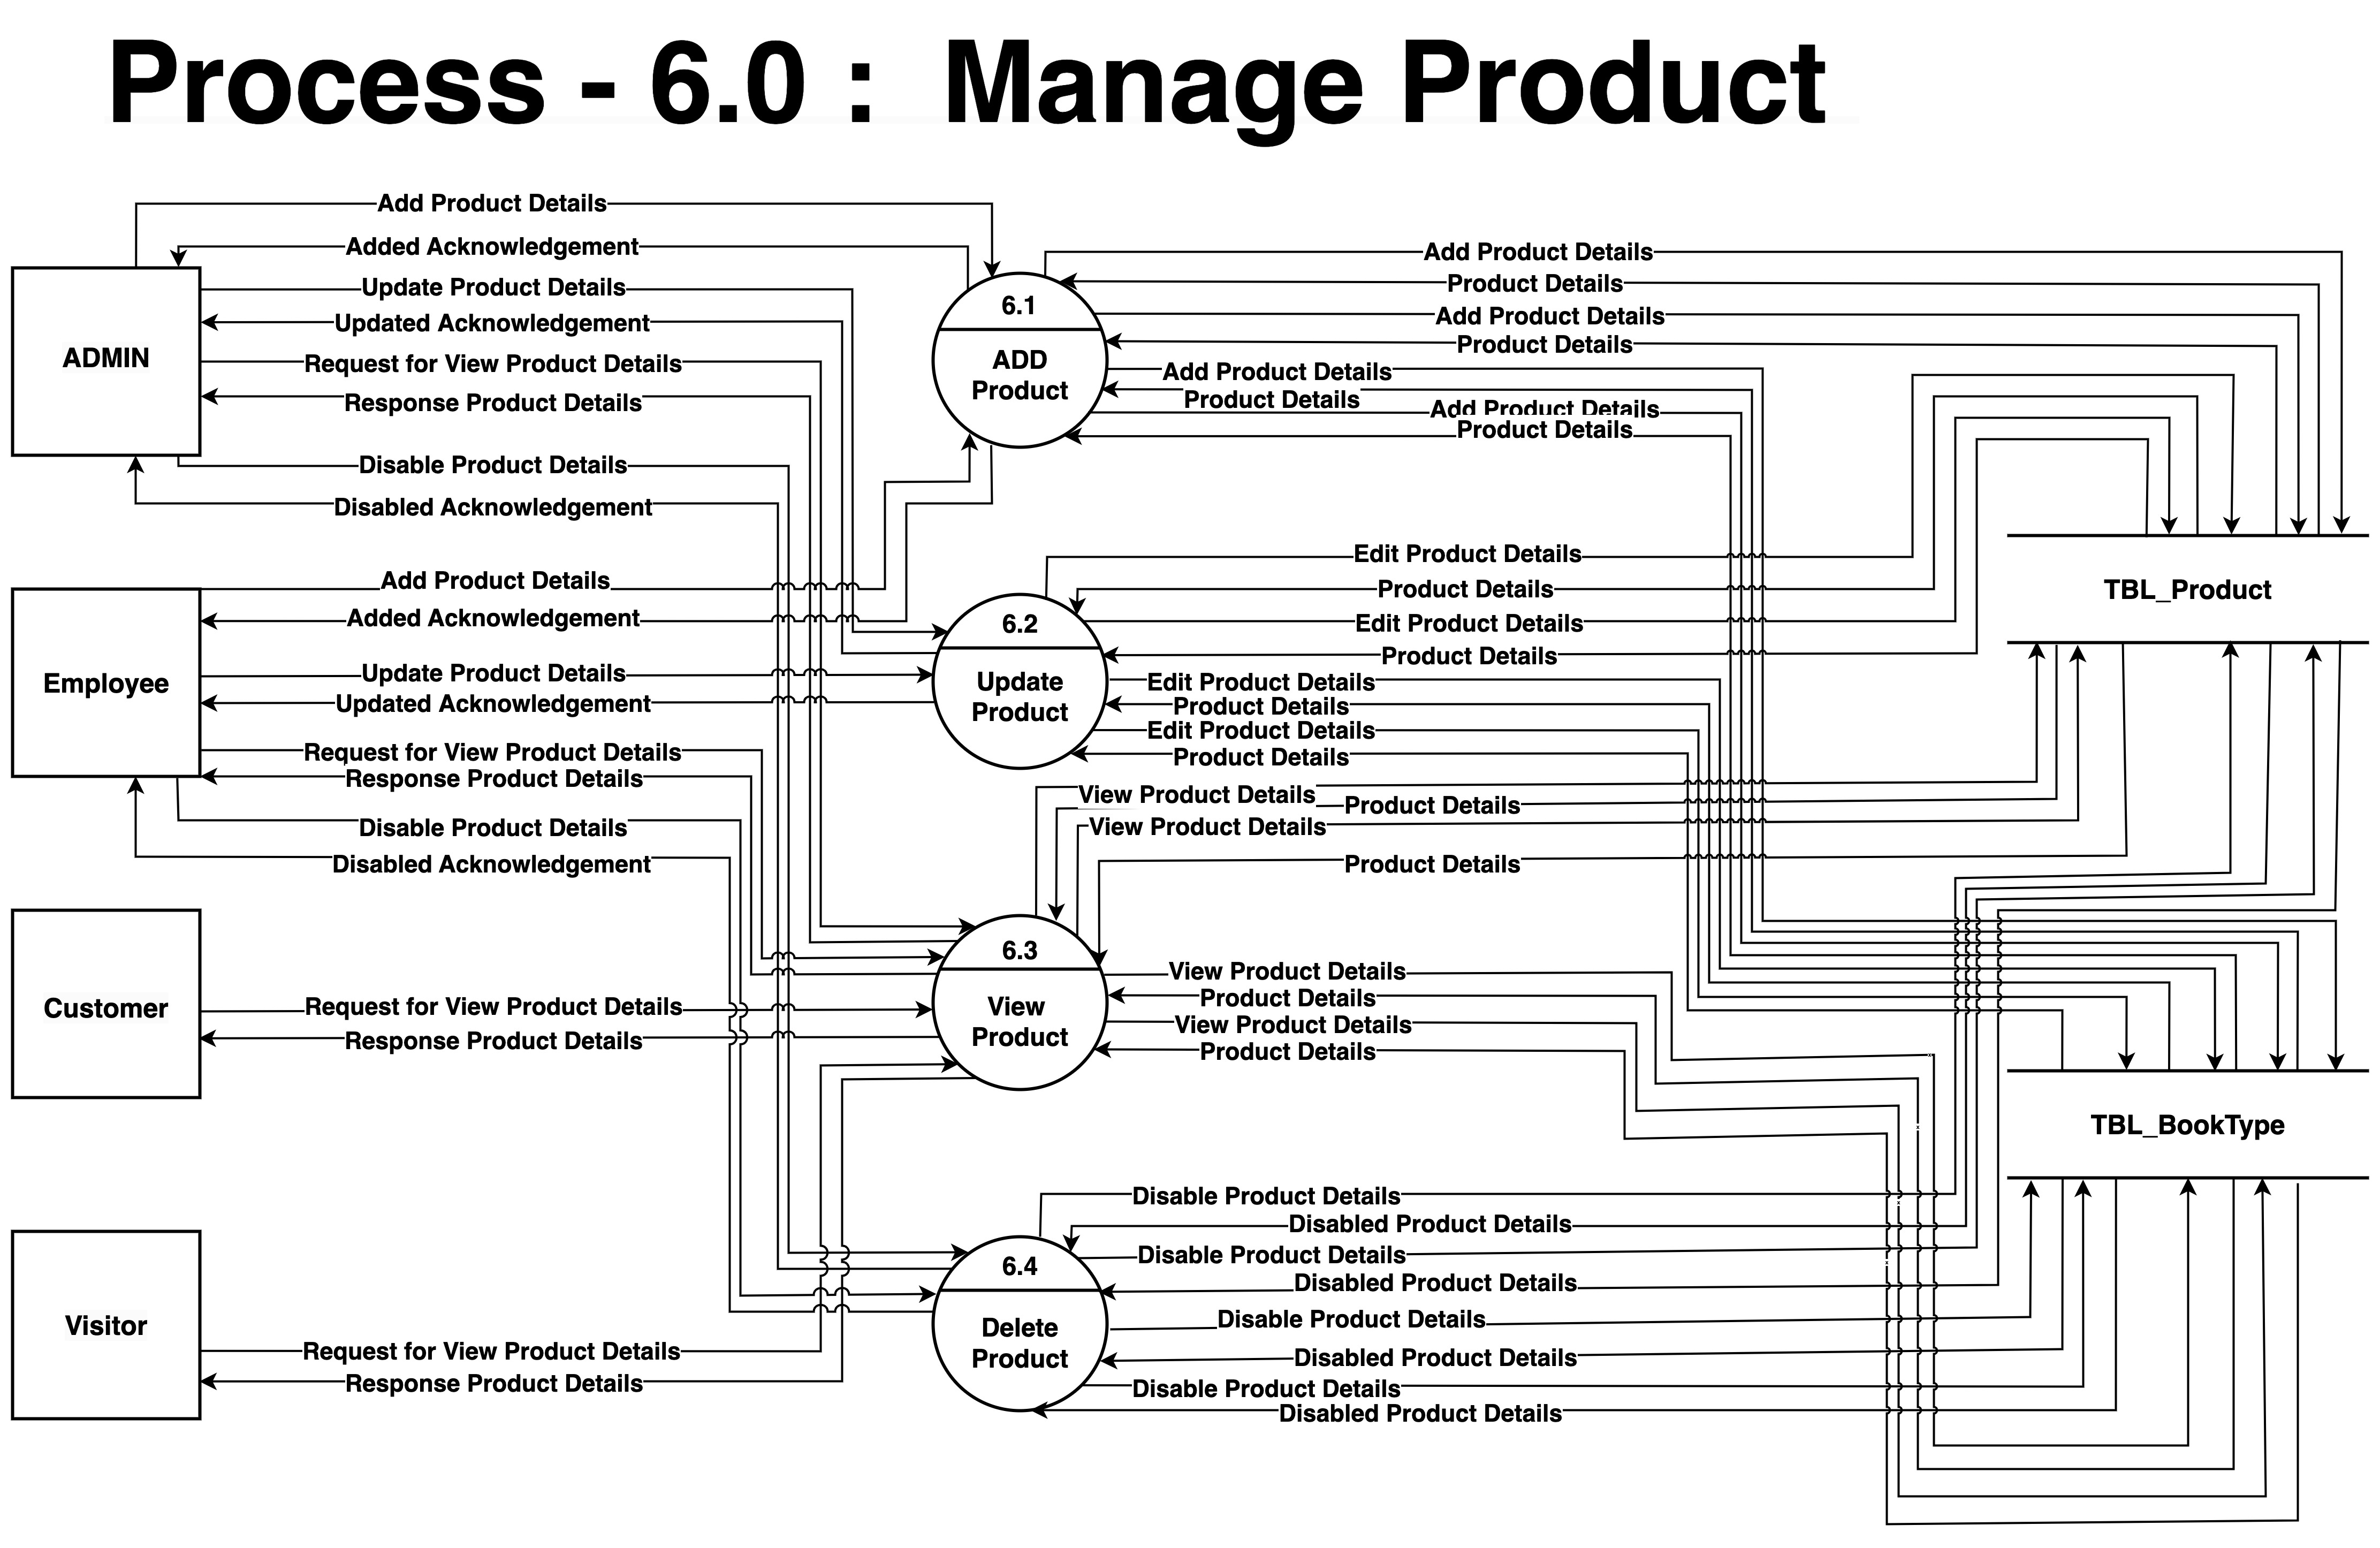 Process - 6.0 : Manage Product
Add Product Details
Added Acknowledgement
Update Product Details
Updated Acknowledgement
Request for View Product Details
Response Product Details
Disable Product Details
Disabled Acknowledgement
ADMIN
Add Product Details
Added Acknowledgement
Update Product Details
Updated Acknowledgement
Request for View Product Details
Response Product Details
Disable Product Details
Disabled Acknowledgement
Employee
Customer
Request for View Product Details
Response Product Details
Visitor
Request for View Product Details
Response Product Details
6.1
ADD
Product
Add Product Details
Product Details
Add Product Details
Product Details
Add Product Details
Product Details
Add Product Details
Product Details
6.2
Update
Product
Edit Product Details
Product Details
Edit Product Details
Product Details
Edit Product Details
Product Details
Edit Product Details
Product Details
6.3
View
Product
View Product Details
Product Details
View Product Details
Product Details
View Product Details
Product Details
View Product Details
Product Details
6.4
Delete
Product
Disable Product Details
Disabled Product Details
Disable Product Details
Disabled Product Details
Disable Product Details
Disabled Product Details
Disable Product Details
Disabled Product Details
TBL_Product
TBL_BookType